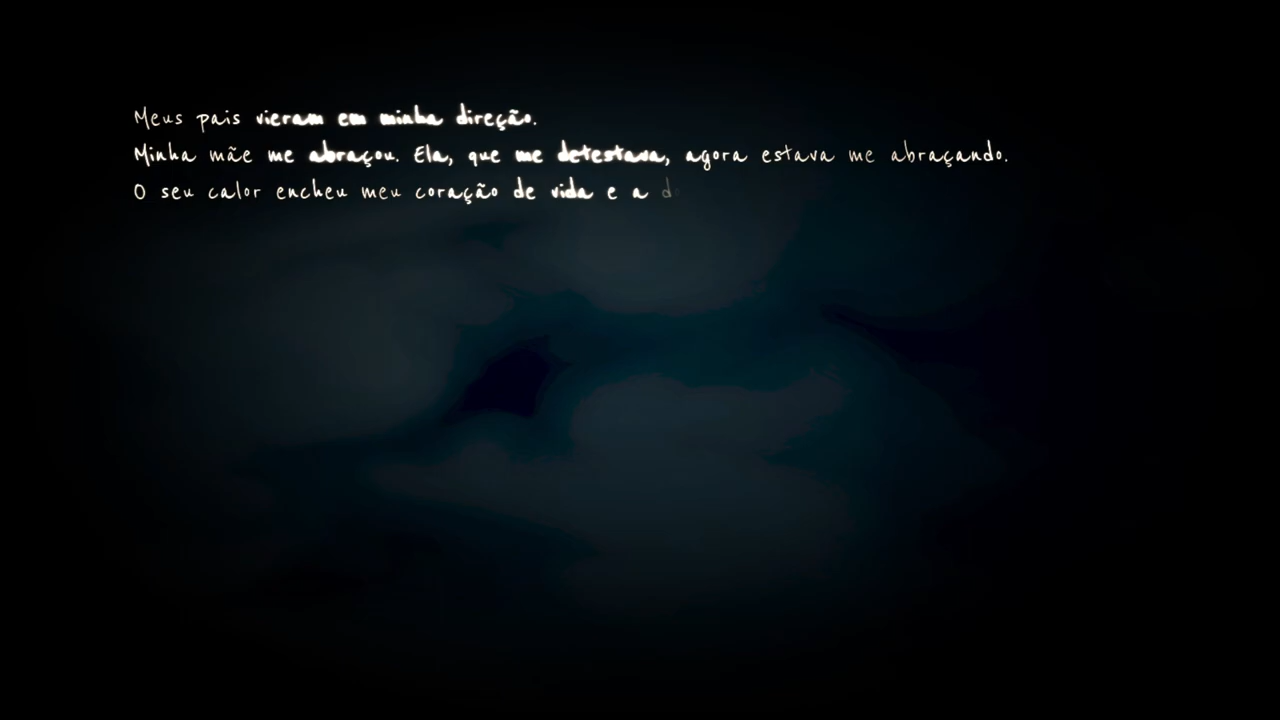 Meus pais vieram em minha direção.
Minha mãe me abraçou. Ela, que me detestava, agora estava me abraçando.
O seu calor encheu meu coração de vida e a